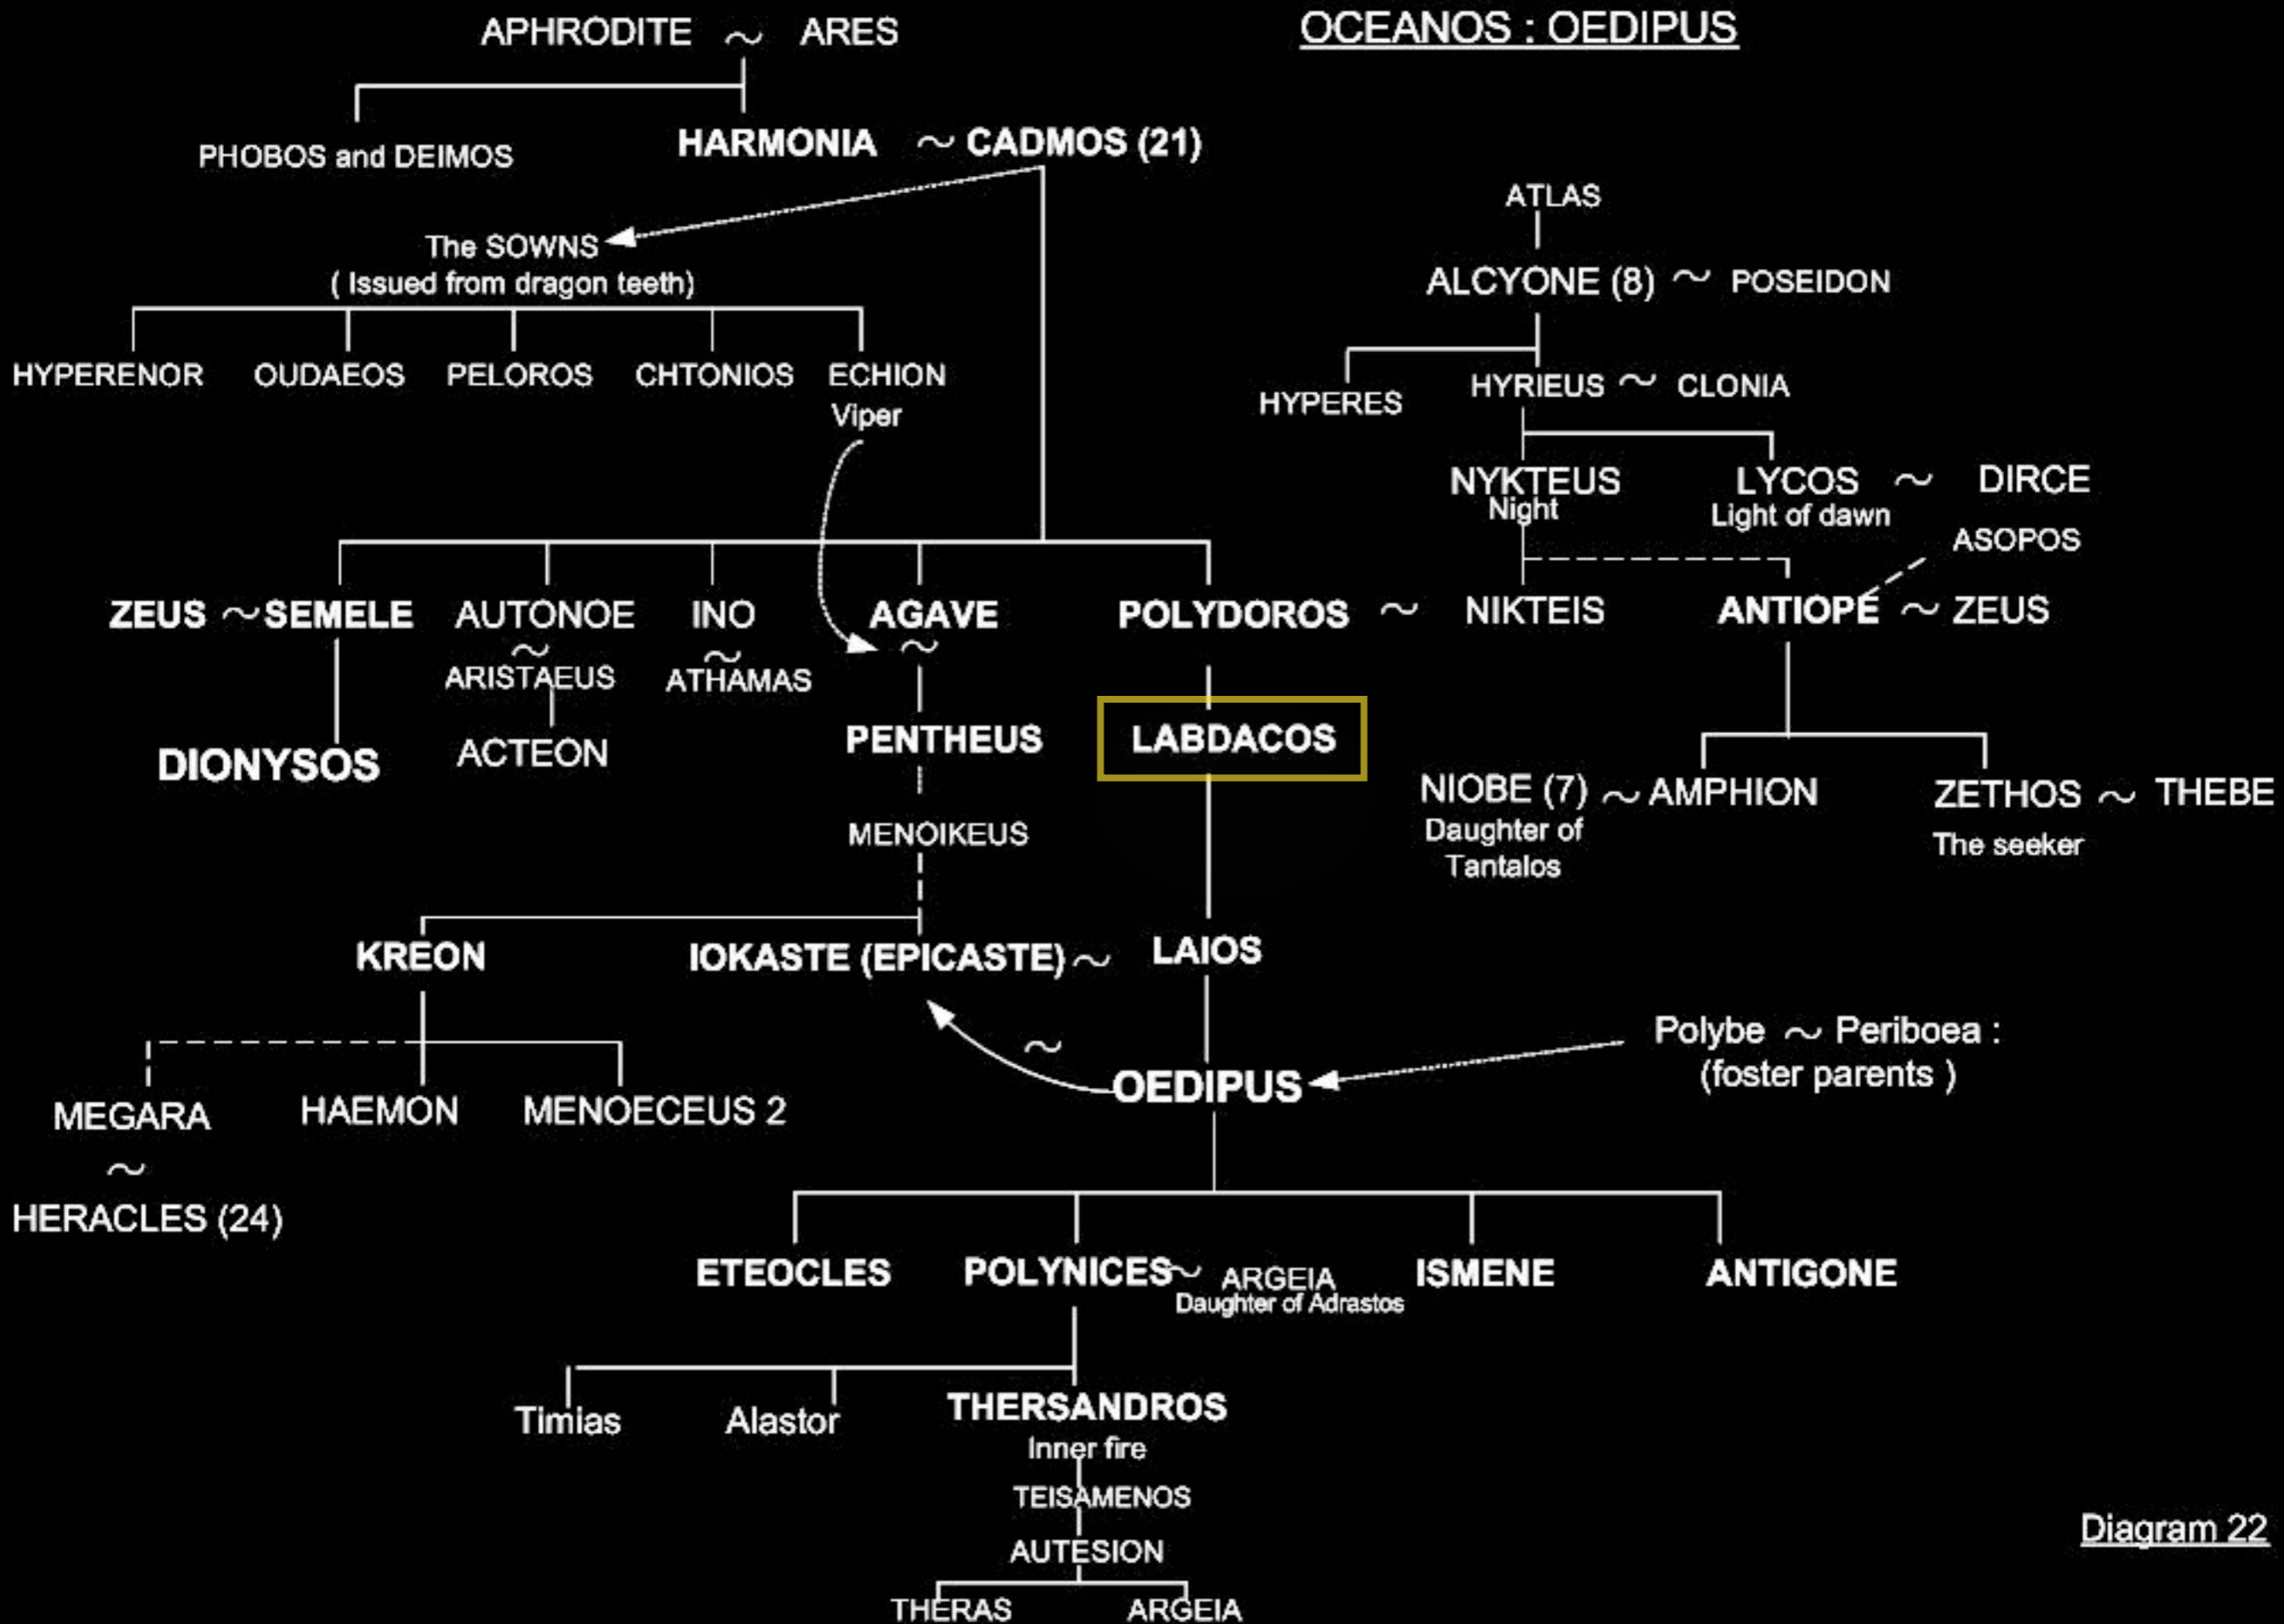 OCEANOS : OEDIPUS
APHRODITE ~ ARES
PHOBOS and DEIMOS
HARMONIA ~ CADMOS (21)
The SOWNS
( Issued from dragon teeth)
HYPERENOR OUDAEOS PELOROS CHTONIOS ECHION
Viper
ATLAS
ALCYONE (8) ~ POSEIDON
HYPERES
HYRIEUS ~ CLONIA
NYKTEUS
Night
LYCOS ~ DIRCE
Light of dawn
ASOPOS
ZEUS ~ SEMELE
AUTONOE
~
ARISTAEUS
INO
~
ATHAMAS
AGAVE
~
POLYDOROS ~ NIKTEIS
ANTIOPE ~ ZEUS
DIONYSOS
ACTEON
PENTHEUS
LABDACOS
MENOIKEUS
NIOBE (7) ~ AMPHION
Daughter of
Tantalos
ZETHOS ~ THEBE
The seeker
KREON
IOKASTE (EPICASTE) ~ LAIOS
~
OEDIPUS
Polybe ~ Periboea :
(foster parents )
MEGARA
~
HERACLES (24)
HAEMON
MENOECEUS 2
ETEOCLES
POLYNICES ~ ARGEIA
Daughter of Adrastos
ISMENE
ANTIGONE
Timias
Alastor
THERSANDROS
Inner fire
TEISAMENOS
AUTESION
THERAS ARGEIA
Diagram 22